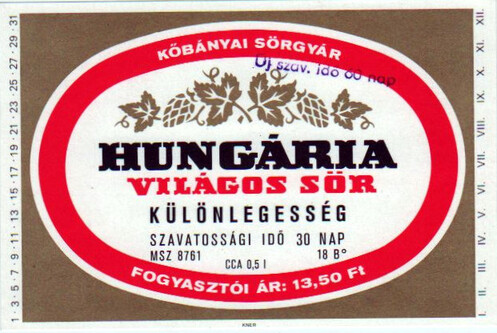 KŐBÁNYAI SÖRGYÁR
Új szav. idő 60 nap
HUNGÁRIA
VILÁGOS SÖR
KÜLÖNLEGESSÉG
SZAVATOSSÁGI IDŐ 30 NAP
MSZ 8761 18 B°
CCA 0,5 l
FOGYASZTÓI ÁR: 13,50 Ft
1 · 3 · 5 · 7 · 9 · 11 · 13 · 15 · 17 · 19 · 21 · 23 · 25 · 27 · 29 · 31
I. II. III. IV. V. VI. VII. VIII. IX. X. XI. XII.
KNER